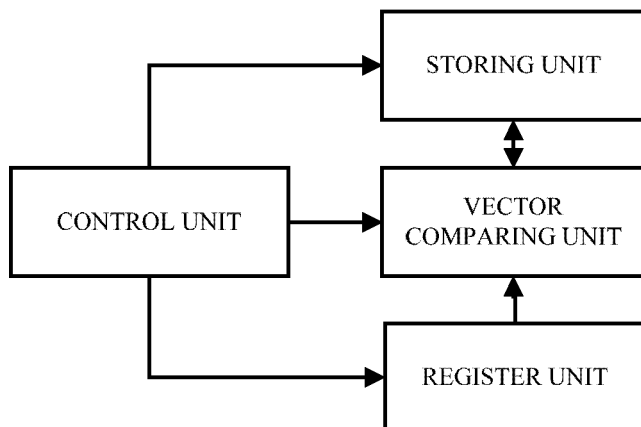 STORING UNIT
CONTROL UNIT
VECTOR
COMPARING UNIT
REGISTER UNIT